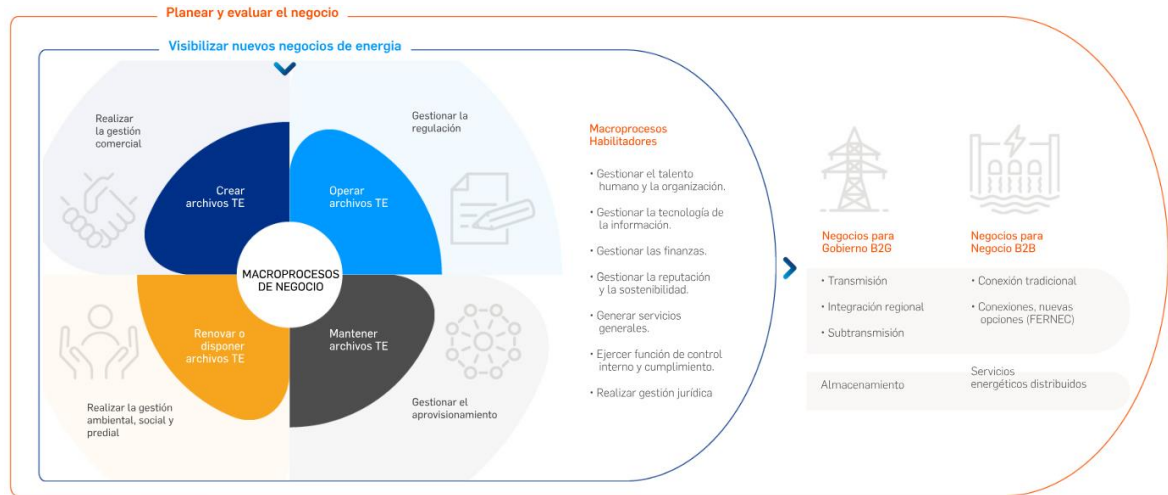 Planear y evaluar el negocio
Visibilizar nuevos negocios de energia
Realizar
la gestión
comercial
Gestionar la
regulación
Crear
archivos TE
Operar
archivos TE
MACROPROCESOS
DE NEGOCIO
Renovar o
disponer
archivos TE
Mantener
archivos TE
Realizar la gestión
ambiental, social y
predial
Gestionar el
aprovisionamiento
Macroprocesos
Habilitadores
• Gestionar el talento
humano y la organización.
• Gestionar la tecnología de
la información.
• Gestionar las finanzas.
• Gestionar la reputación
y la sostenibilidad.
• Generar servicios
generales.
• Ejercer función de control
interno y cumplimiento.
• Realizar gestión jurídica
Negocios para
Gobierno B2G
• Transmisión
• Integración regional
• Subtransmisión
Almacenamiento
Negocios para
Negocio B2B
• Conexión tradicional
• Conexiones, nuevas
opciones (FERNEC)
Servicios
energéticos distribuidos